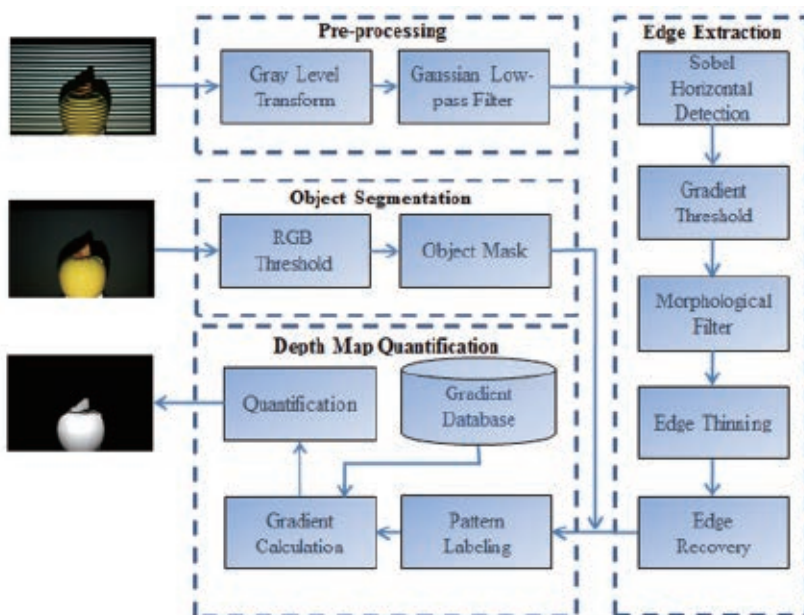 Pre-processing
Gray Level
Transform
Gaussian Low-
pass Filter
Edge Extraction
Sobel
Horizontal
Detection
Gradient
Threshold
Morphological
Filter
Edge Thinning
Edge
Recovery
Object Segmentation
RGB
Threshold
Object Mask
Depth Map Quantification
Quantification
Gradient
Database
Gradient
Calculation
Pattern
Labeling